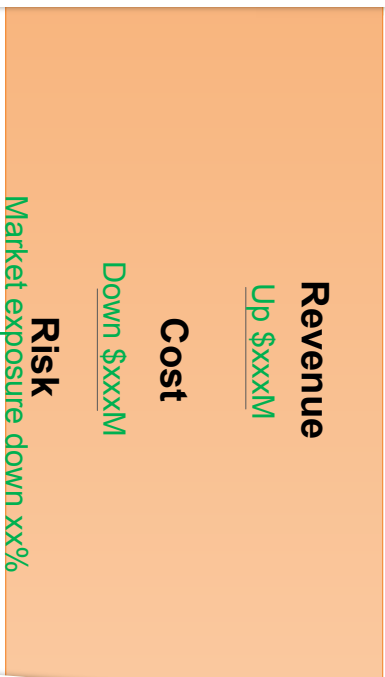 Revenue
Up $xxxM
Cost
Down $xxxM
Risk
Market exposure down xx%